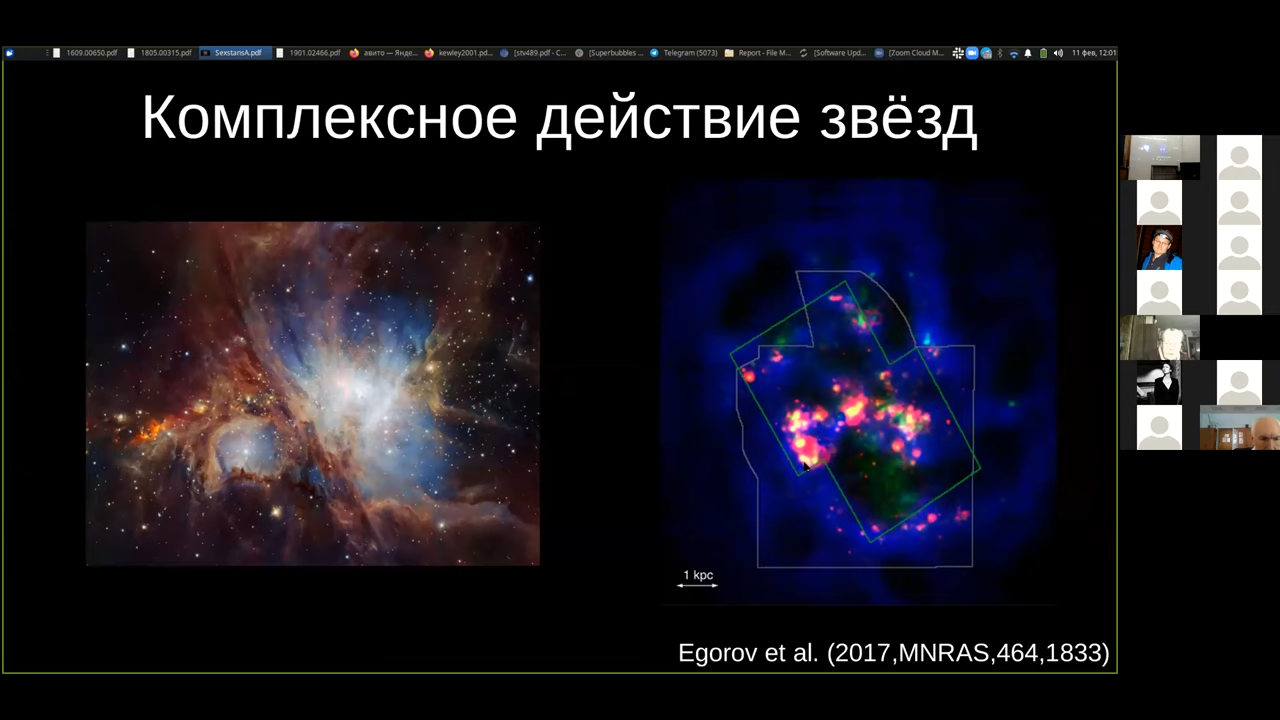 1609.00650.pdf
1805.00315.pdf
SexstansA.pdf
1901.02466.pdf
авито — Янде...
kewley2001.pd...
[stv489.pdf - C...
[Superbubbles ...
Telegram (5073)
Report - File M...
[Software Upd...
[Zoom Cloud M...
11 фев, 12:01
Комплексное действие звёзд
1 kpc
Egorov et al. (2017,MNRAS,464,1833)